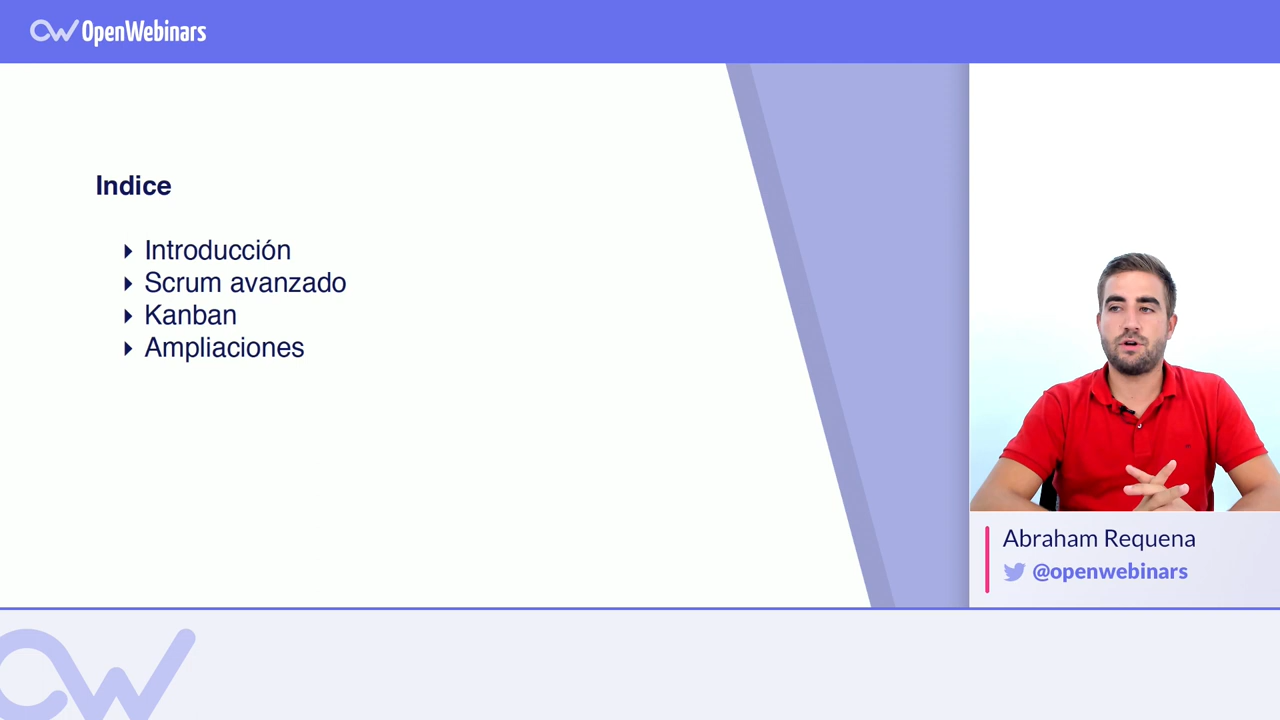 OpenWebinars
Indice
Introducción
Scrum avanzado
Kanban
Ampliaciones
Abraham Requena
@openwebinars